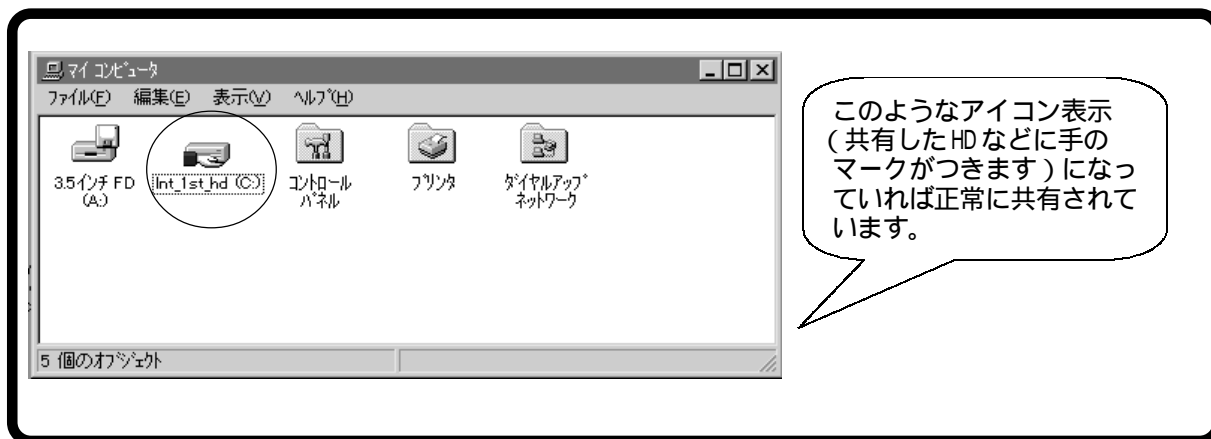 マイ コンピュータ
ファイル(F) 編集(E) 表示(V) ヘルプ(H)
3.5インチ FD
(A:)
Int_1st_hd (C:)
コントロール
パネル
プリンタ
ダイヤルアップ
ネットワーク
5 個のオブジェクト
このようなアイコン表示
(共有したHDなどに手の
マークがつきます)になっ
ていれば正常に共有されて
います。